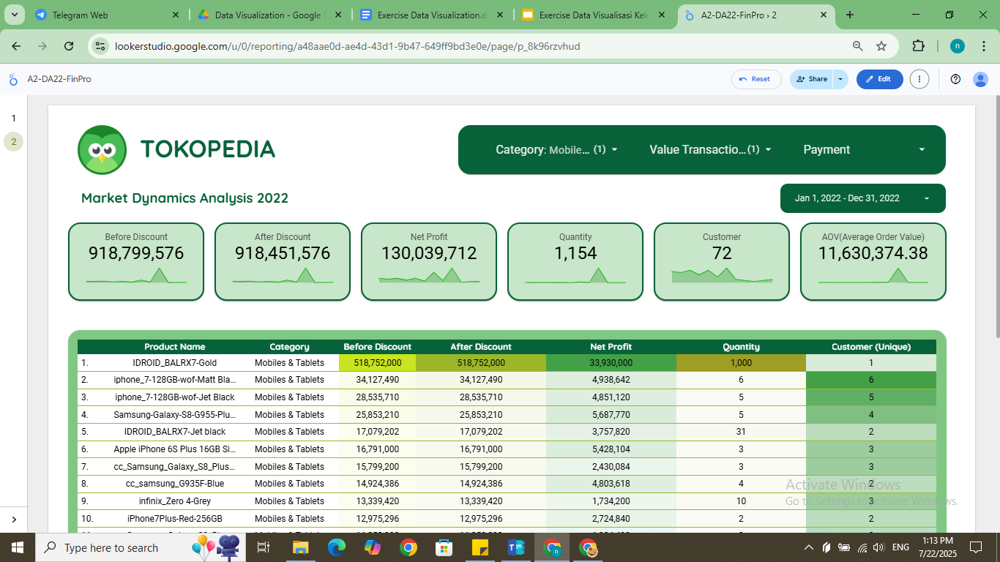 Telegram Web
Data Visualization - Google
Exercise Data Visualization.d
Exercise Data Visualisasi Kelo
A2-DA22-FinPro › 2
lookerstudio.google.com/u/0/reporting/a48aae0d-ae4d-43d1-9b47-649ff9bd3e0e/page/p_8k96rzvhud
n
A2-DA22-FinPro
Reset
Share
Edit
1
2
TOKOPEDIA
Category: Mobile... (1)
Value Transactio... (1)
Payment
Market Dynamics Analysis 2022
Jan 1, 2022 - Dec 31, 2022
Before Discount
918,799,576
After Discount
918,451,576
Net Profit
130,039,712
Quantity
1,154
Customer
72
AOV(Average Order Value)
11,630,374.38
Product Name Category Before Discount After Discount Net Profit Quantity Customer (Unique)
1. IDROID_BALRX7-Gold Mobiles & Tablets 518,752,000 518,752,000 33,930,000 1,000 1
2. iphone_7-128GB-wof-Matt Bla... Mobiles & Tablets 34,127,490 34,127,490 4,938,642 6 6
3. iphone_7-128GB-wof-Jet Black Mobiles & Tablets 28,535,710 28,535,710 4,851,120 5 5
4. Samsung-Galaxy-S8-G955-Plu... Mobiles & Tablets 25,853,210 25,853,210 5,687,770 5 4
5. IDROID_BALRX7-Jet black Mobiles & Tablets 17,079,202 17,079,202 3,757,820 31 2
6. Apple iPhone 6S Plus 16GB Si... Mobiles & Tablets 16,791,000 16,791,000 5,428,104 3 3
7. cc_Samsung_Galaxy_S8_Plus... Mobiles & Tablets 15,799,200 15,799,200 2,430,084 3 3
8. cc_samsung_G935F-Blue Mobiles & Tablets 14,924,386 14,924,386 4,803,618 4 2
9. infinix_Zero 4-Grey Mobiles & Tablets 13,339,420 13,339,420 1,734,200 10 3
10. iPhone7Plus-Red-256GB Mobiles & Tablets 12,975,296 12,975,296 2,724,840 2 2
Activate Windows
Go to Settings to activate Windows.
Type here to search
ENG
1:13 PM
7/22/2025